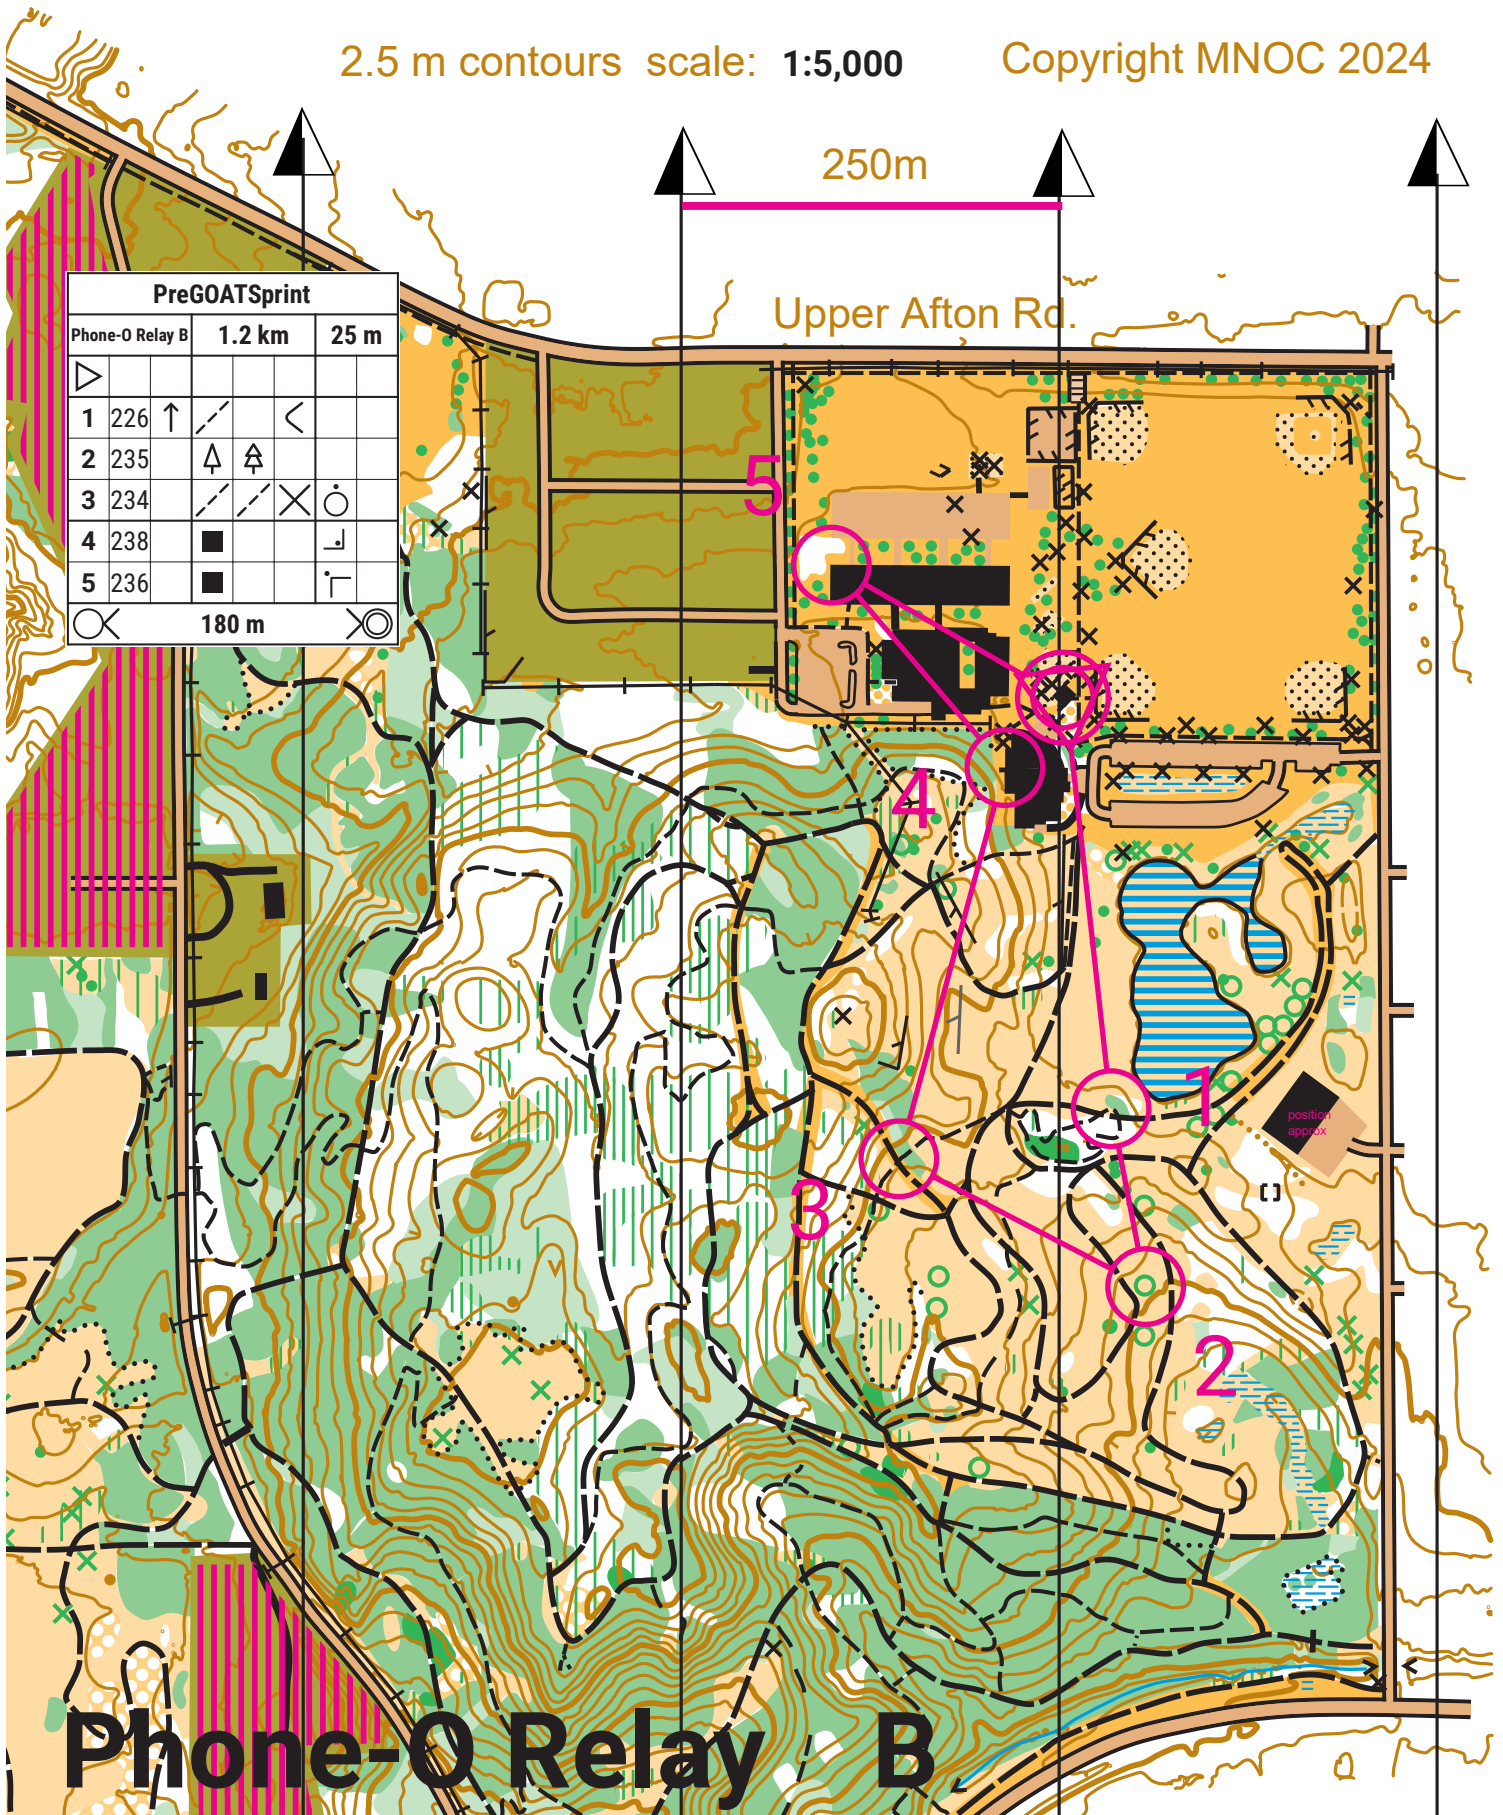 2.5 m contours scale: 1:5,000 Copyright MNOC 2024
250m
Upper Afton Rd.
PreGOATSprint
Phone-O Relay B 1.2 km 25 m
1 226
2 235
3 234
4 238
5 236
180 m
5
4
1
position
approx
3
2
Phone-O Relay B